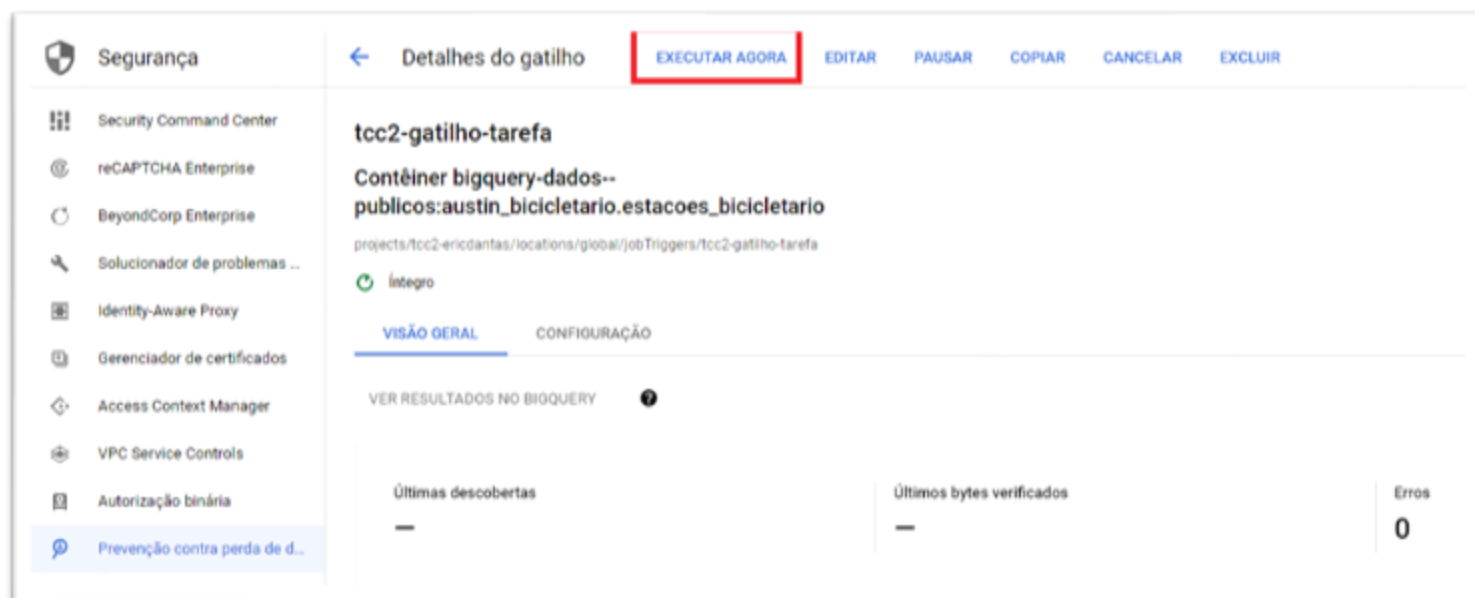 Segurança
Detalhes do gatilho
EXECUTAR AGORA
EDITAR
PAUSAR
COPIAR
CANCELAR
EXCLUIR
Security Command Center
reCAPTCHA Enterprise
BeyondCorp Enterprise
Solucionador de problemas ...
Identity-Aware Proxy
Gerenciador de certificados
Access Context Manager
VPC Service Controls
Autorização binária
Prevenção contra perda de d...
tcc2-gatilho-tarefa
Contêiner bigquery-dados--
publicos:austin_bicicletario.estacoes_bicicletario
projects/tcc2-ericdantas/locations/global/jobTriggers/tcc2-gatilho-tarefa
Íntegro
VISÃO GERAL
CONFIGURAÇÃO
VER RESULTADOS NO BIGQUERY
?
Últimas descobertas
—
Últimos bytes verificados
—
Erros
0